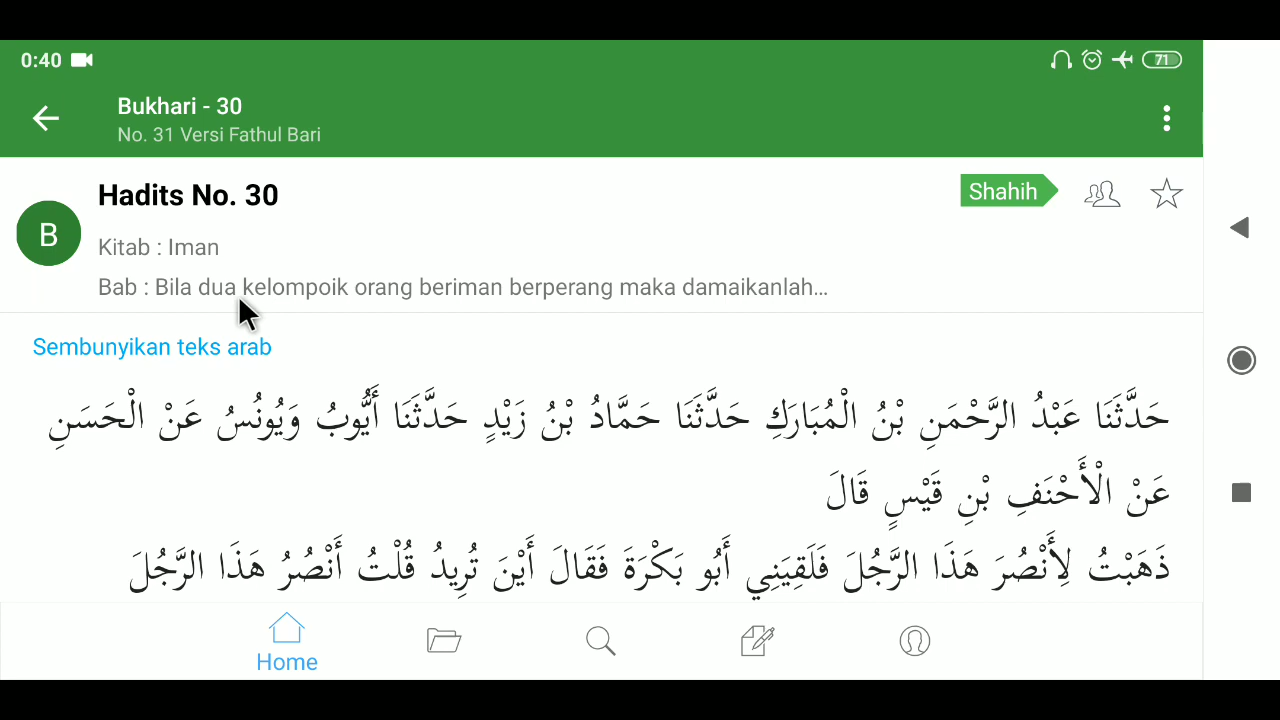 0:40
71
Bukhari - 30
No. 31 Versi Fathul Bari
Hadits No. 30
Shahih
B
Kitab : Iman
Bab : Bila dua kelompoik orang beriman berperang maka damaikanlah...
Sembunyikan teks arab
حَدَّثَنَا عَبْدُ الرَّحْمَنِ بْنُ الْمُبَارَكِ حَدَّثَنَا حَمَّادُ بْنُ زَيْدٍ حَدَّثَنَا أَيُّوبُ وَيُونُسُ عَنْ الْحَسَنِ
عَنْ الْأَحْنَفِ بْنِ قَيْسٍ قَالَ
ذَهَبْتُ لِأَنْصُرَ هَذَا الرَّجُلَ فَلَقِيَنِي أَبُو بَكْرَةَ فَقَالَ أَيْنَ تُرِيدُ قُلْتُ أَنْصُرُ هَذَا الرَّجُلَ
Home